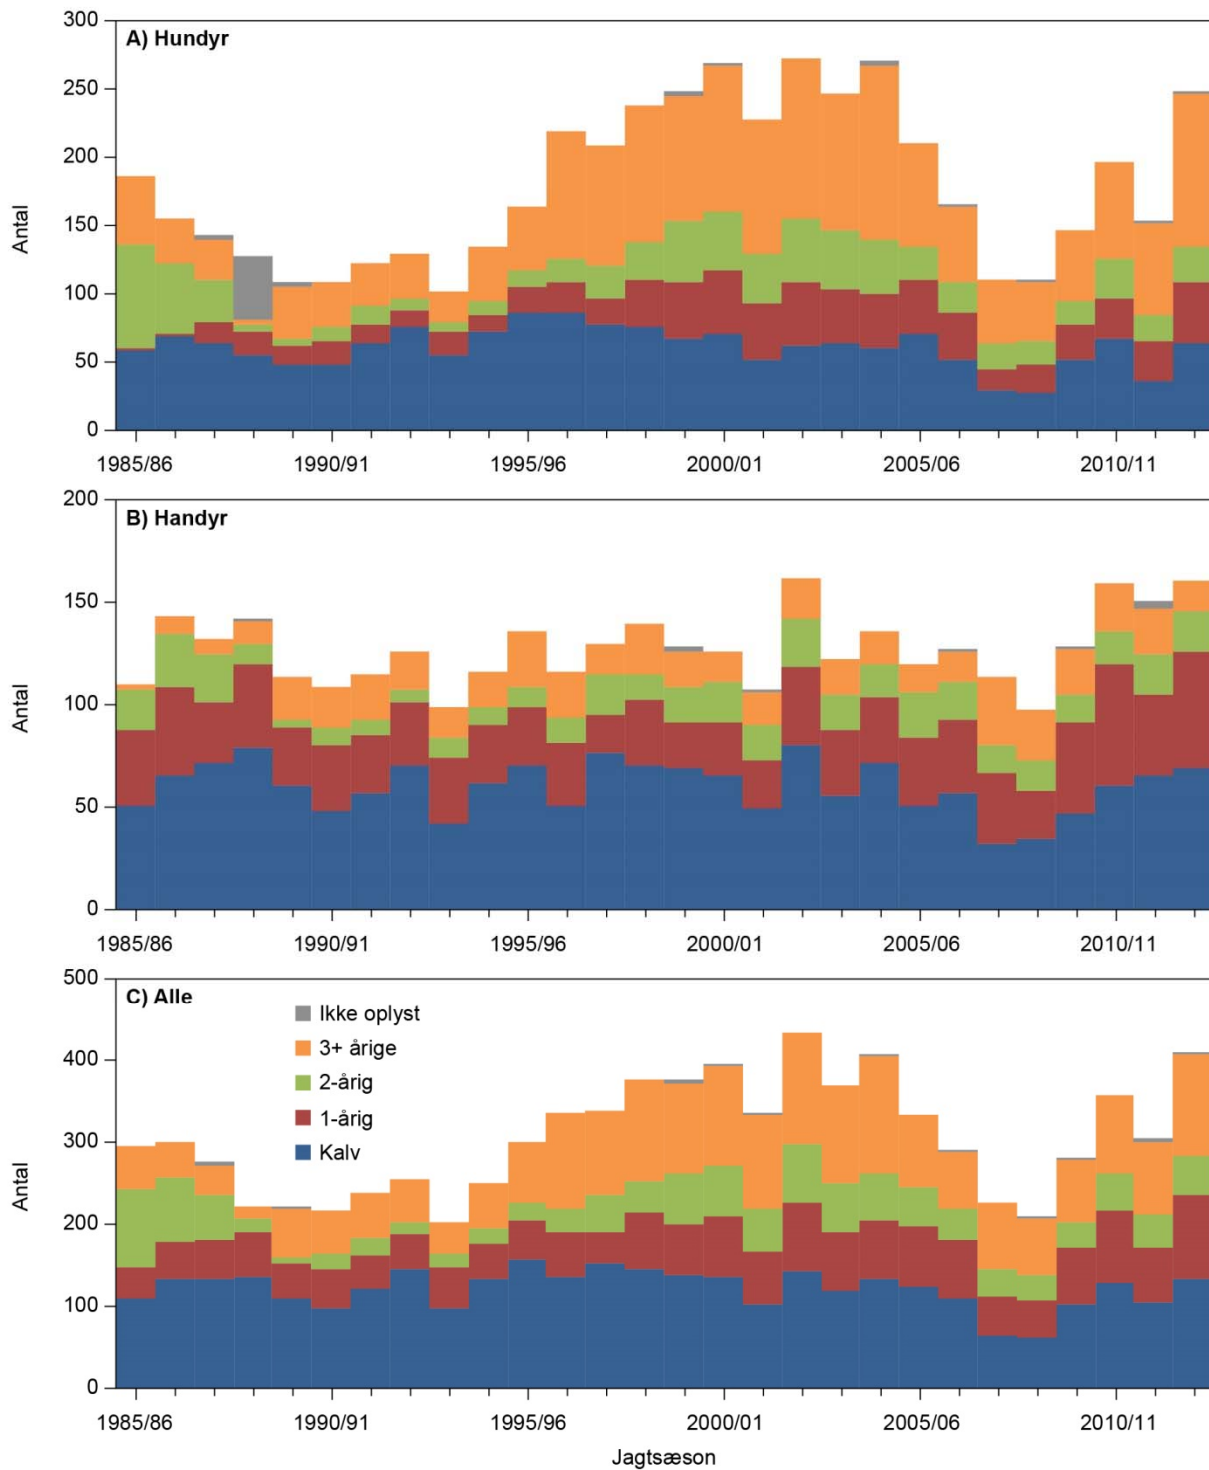 300
A) Hundyr
250
200
150
100
50
0
Antal
1985/86 1990/91 1995/96 2000/01 2005/06 2010/11
200
B) Handyr
150
100
50
0
Antal
1985/86 1990/91 1995/96 2000/01 2005/06 2010/11
500
C) Alle
Ikke oplyst
400
3+ årige
2-årig
300
1-årig
Kalv
200
100
0
Antal
1985/86 1990/91 1995/96 2000/01 2005/06 2010/11
Jagtsæson